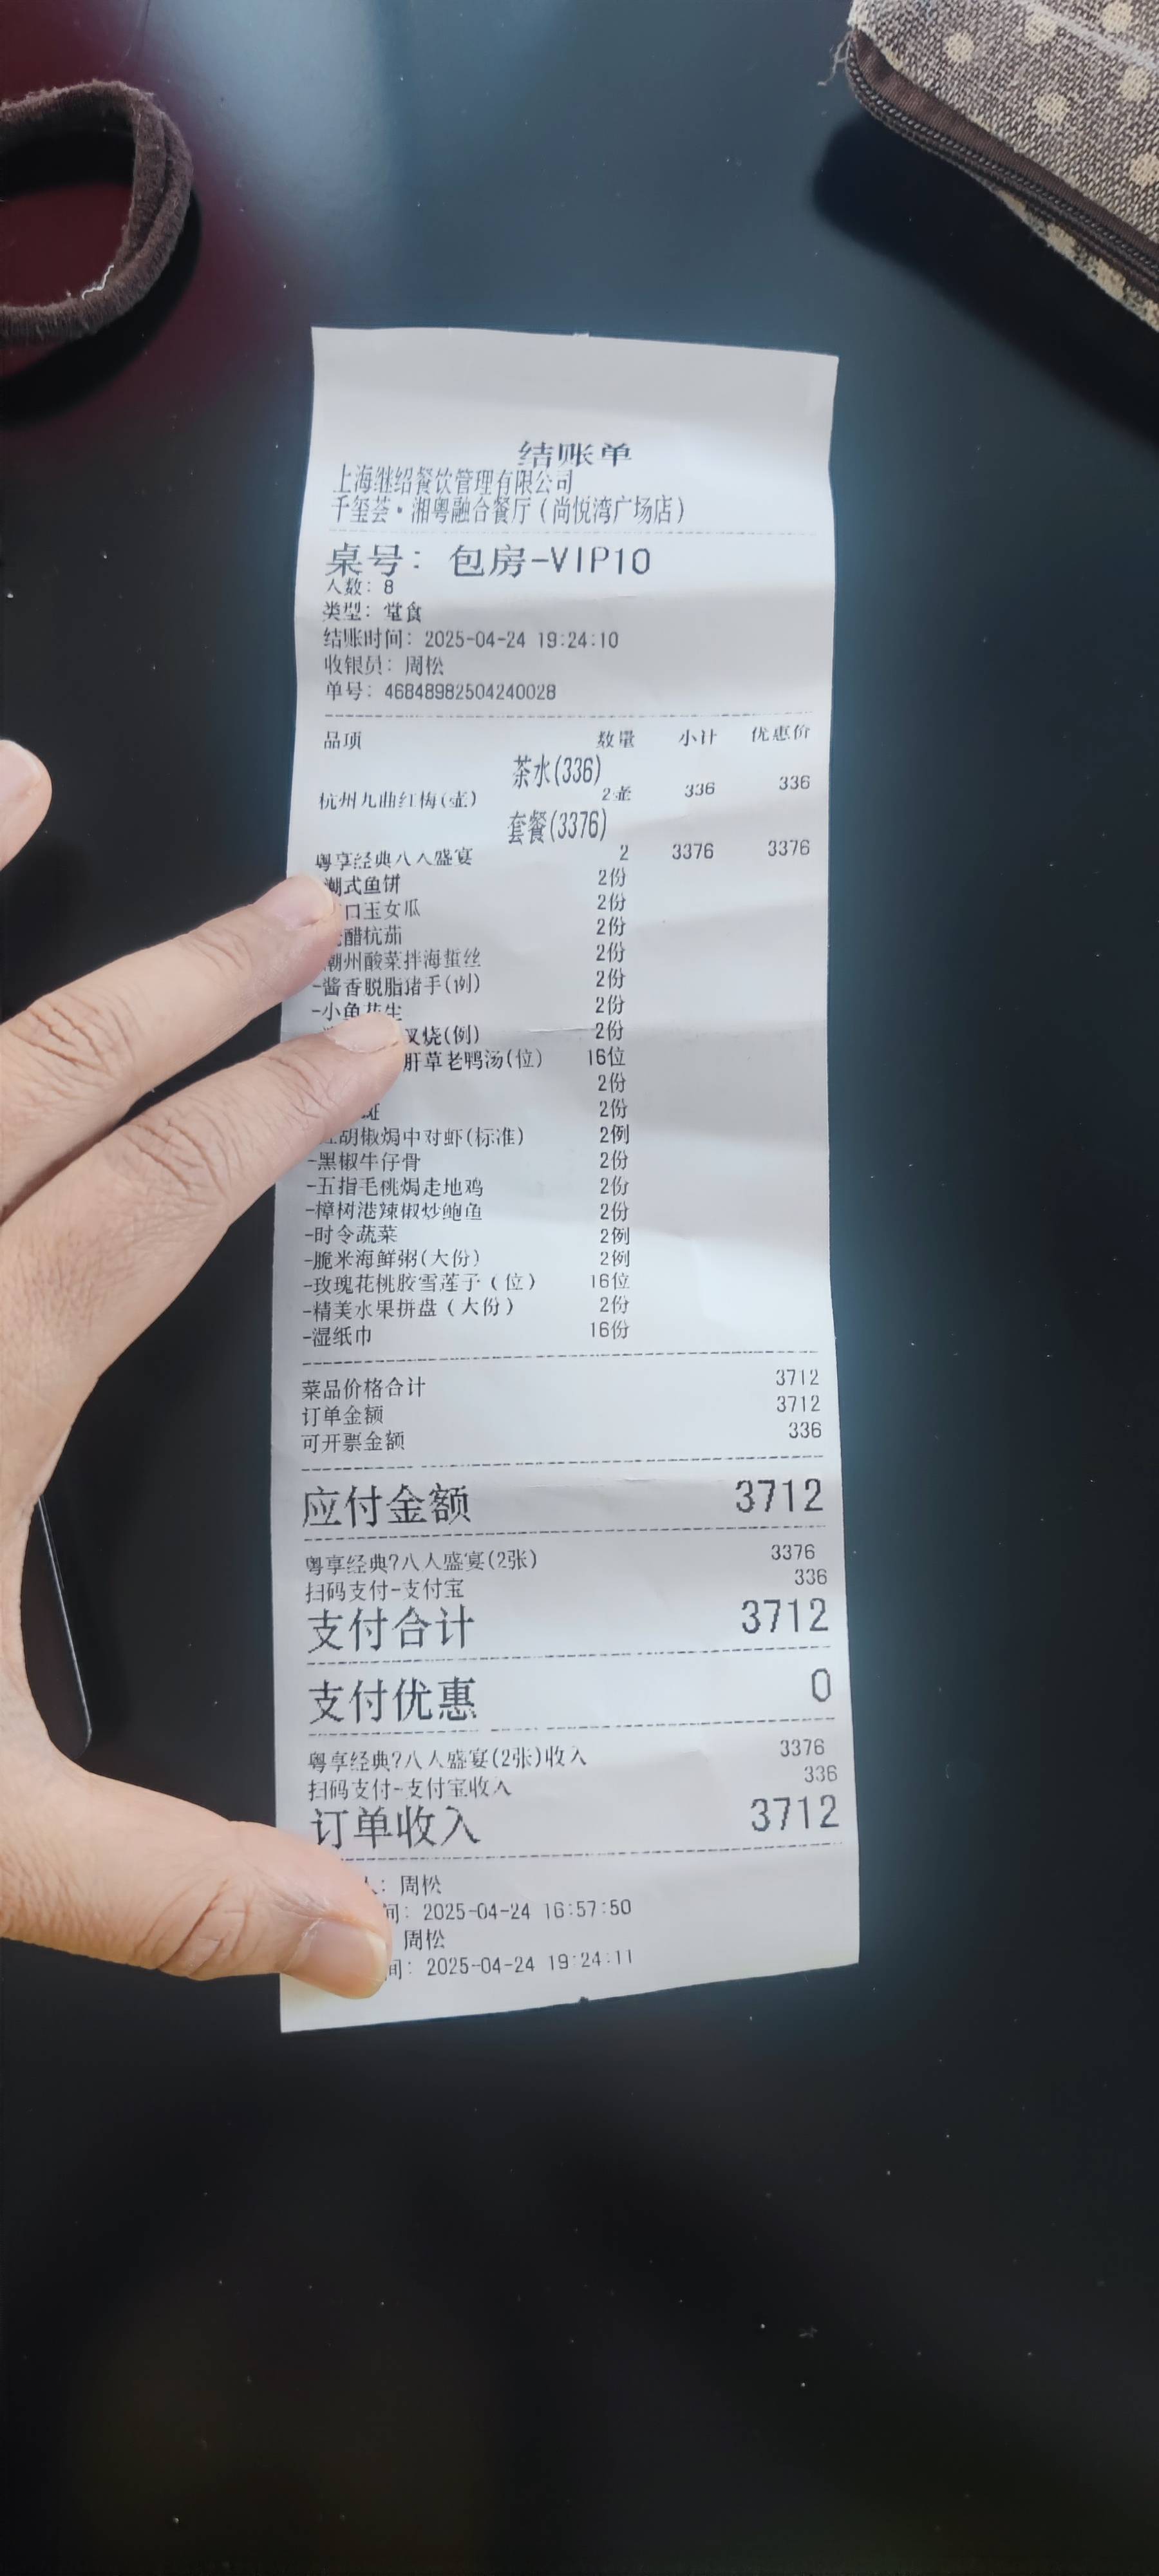 结账单
上海继绍餐饮管理有限公司
千玺荟·湘粤融合餐厅(尚悦湾广场店)
桌号: 包房-VIP10
人数: 8
类型: 堂食
结账时间: 2025-04-24 19:24:10
收银员: 周松
单号: 46848982504240028
品项 数量 小计 优惠价
茶水(336)
杭州九曲红梅(壶) 2壶 336 336
套餐(3376)
粤享经典八人盛宴 2 3376 3376
潮式鱼饼 2份
口玉女瓜 2份
醋杭茄 2份
潮州酸菜拌海蜇丝 2份
-酱香脱脂猪手(例) 2份
-小鱼花生 2份
叉烧(例) 2份
肝草老鸭汤(位) 16位
2份
斑 2份
胡椒焗中对虾(标准) 2例
-黑椒牛仔骨 2份
-五指毛桃焗走地鸡 2份
-樟树港辣椒炒鲍鱼 2份
-时令蔬菜 2例
-脆米海鲜粥(大份) 2例
-玫瑰花桃胶雪莲子(位) 16位
-精美水果拼盘(大份) 2份
-湿纸巾 16份
菜品价格合计 3712
订单金额 3712
可开票金额 336
应付金额 3712
粤享经典?八人盛宴(2张) 3376
扫码支付-支付宝 336
支付合计 3712
支付优惠 0
粤享经典?八人盛宴(2张)收入 3376
扫码支付-支付宝收入 336
订单收入 3712
人: 周松
间: 2025-04-24 16:57:50
周松
间: 2025-04-24 19:24:11